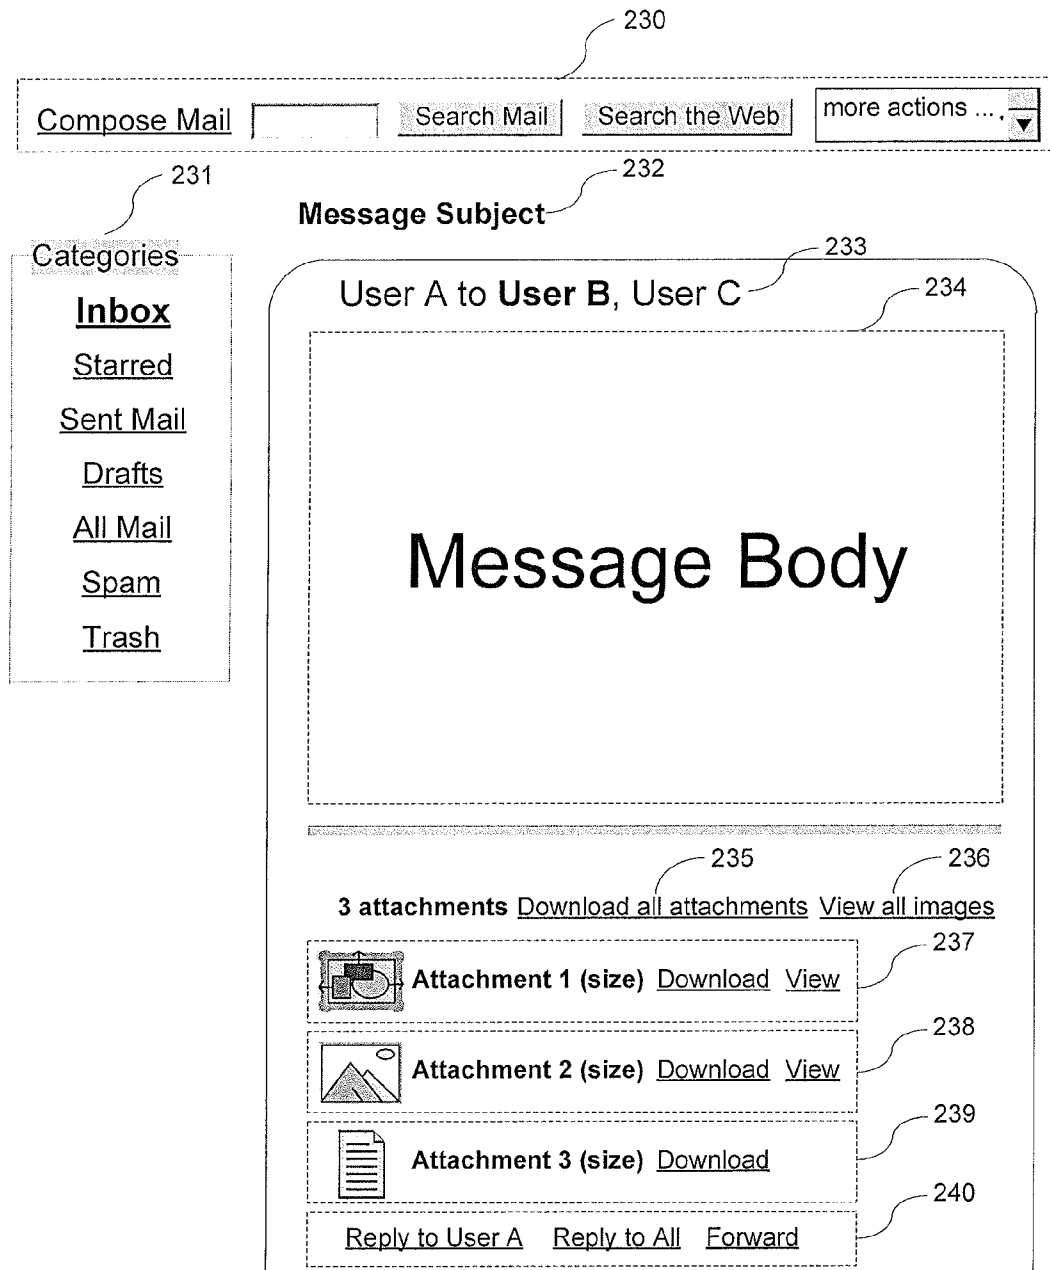 230
Compose Mail Search Mail Search the Web more actions ...
231
232
Message Subject
Categories
Inbox
Starred
Sent Mail
Drafts
All Mail
Spam
Trash
233
User A to User B, User C
234
Message Body
235
236
3 attachments Download all attachments View all images
237
Attachment 1 (size) Download View
238
Attachment 2 (size) Download View
239
Attachment 3 (size) Download
240
Reply to User A Reply to All Forward